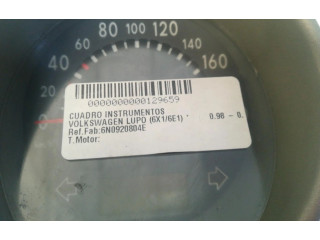 80 100 120
60 140
40 160
20
0000000000129659
CUADRO INSTRUMENTOS
VOLKSWAGEN LUPO (6X1/6E1) * 0.98 - 0.
Ref.Fab:6N0920804E
T.Motor: